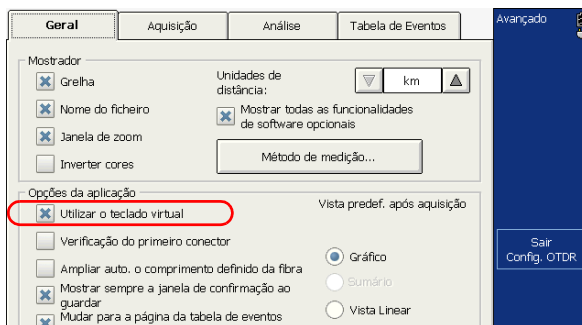 Geral
Aquisição
Análise
Tabela de Eventos
Avançado
Mostrador
Grelha
Nome do ficheiro
Janela de zoom
Inverter cores
Unidades de
distância:
km
Mostrar todas as funcionalidades
de software opcionais
Método de medição...
Opções da aplicação
Utilizar o teclado virtual
Verificação do primeiro conector
Ampliar auto. o comprimento definido da fibra
Mostrar sempre a janela de confirmação ao
guardar
Mudar para a página da tabela de eventos
Vista predef. após aquisição
Gráfico
Sumário
Vista Linear
Sair
Config. OTDR